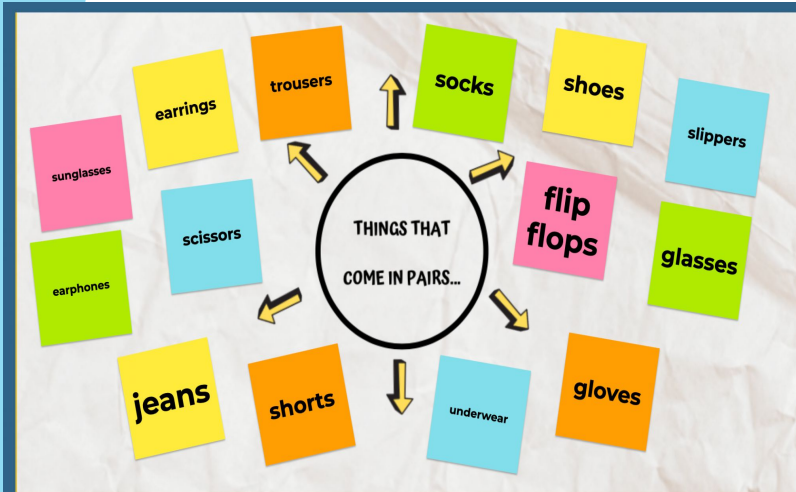 trousers
socks
shoes
earrings
slippers
sunglasses
flip
flops
THINGS THAT
COME IN PAIRS...
scissors
glasses
earphones
jeans
shorts
underwear
gloves